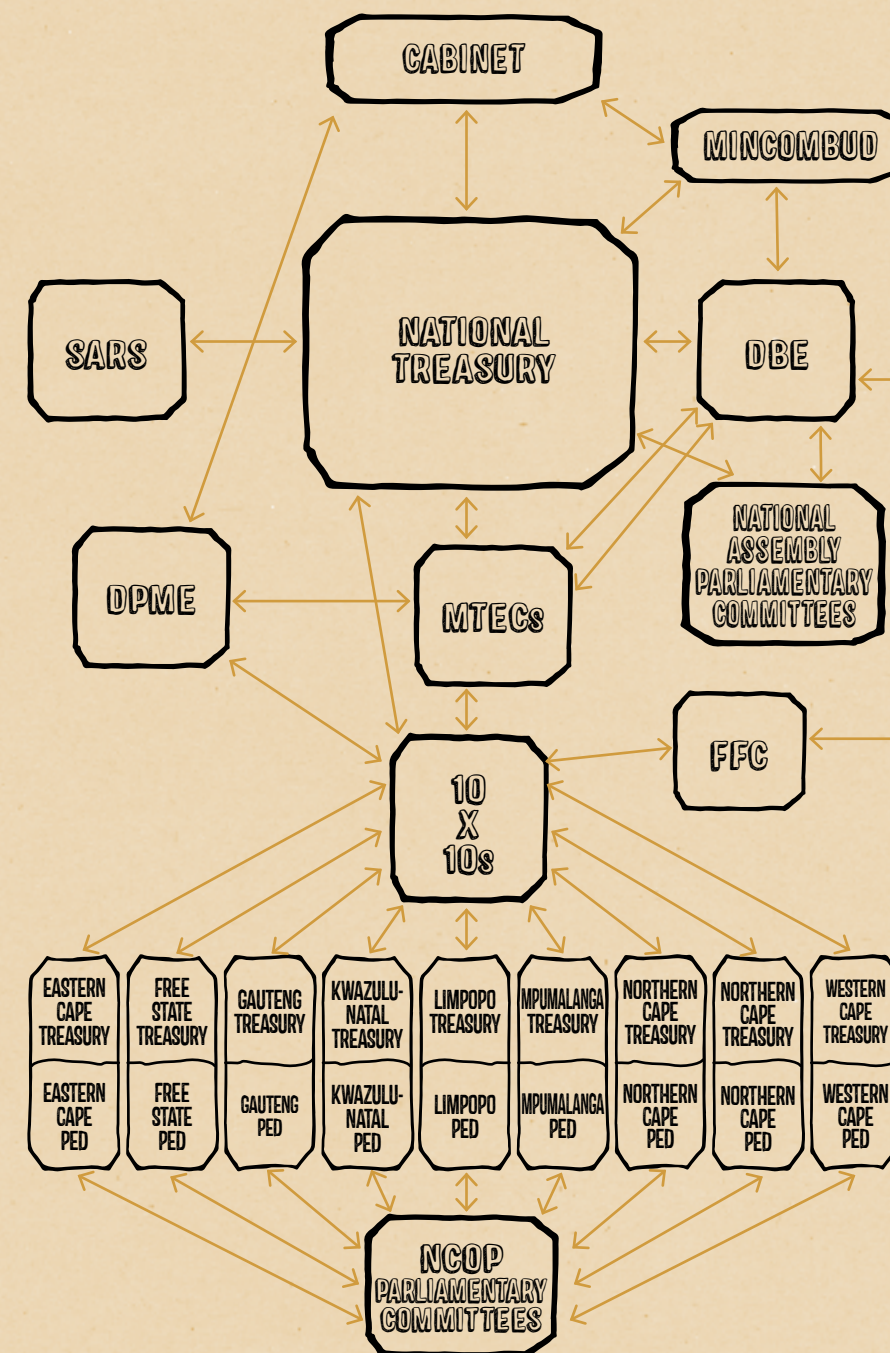 CABINET
MINCOMBUD
NATIONAL
TREASURY
SARS
DBE
NATIONAL
ASSEMBLY
PARLIAMENTARY
COMMITTEES
DPME
MTECs
FFC
10
X
10s
EASTERN
CAPE
TREASURY
FREE
STATE
TREASURY
GAUTENG
TREASURY
KWAZULU-
NATAL
TREASURY
LIMPOPO
TREASURY
MPUMALANGA
TREASURY
NORTHERN
CAPE
TREASURY
NORTHERN
CAPE
TREASURY
WESTERN
CAPE
TREASURY
EASTERN
CAPE
PED
FREE
STATE
PED
GAUTENG
PED
KWAZULU-
NATAL
PED
LIMPOPO
PED
MPUMALANGA
PED
NORTHERN
CAPE
PED
NORTHERN
CAPE
PED
WESTERN
CAPE
PED
NCOP
PARLIAMENTARY
COMMITTEES